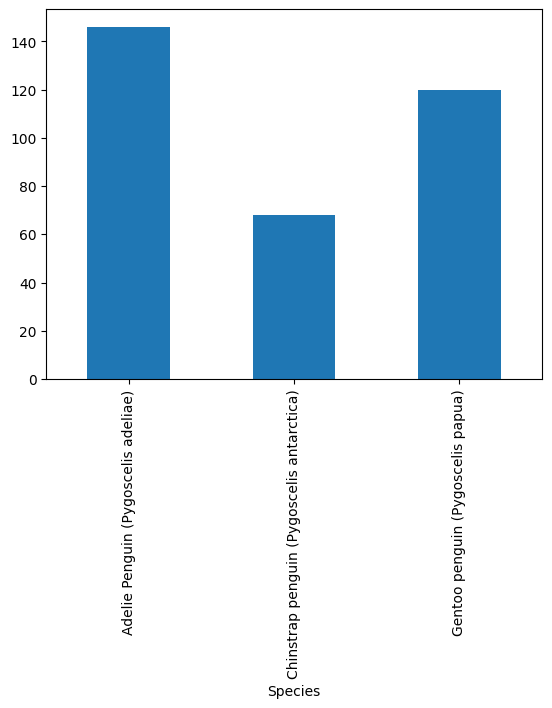 140
120
100
80
60
40
20
0
Adelie Penguin (Pygoscelis adeliae)
Chinstrap penguin (Pygoscelis antarctica)
Gentoo penguin (Pygoscelis papua)
Species